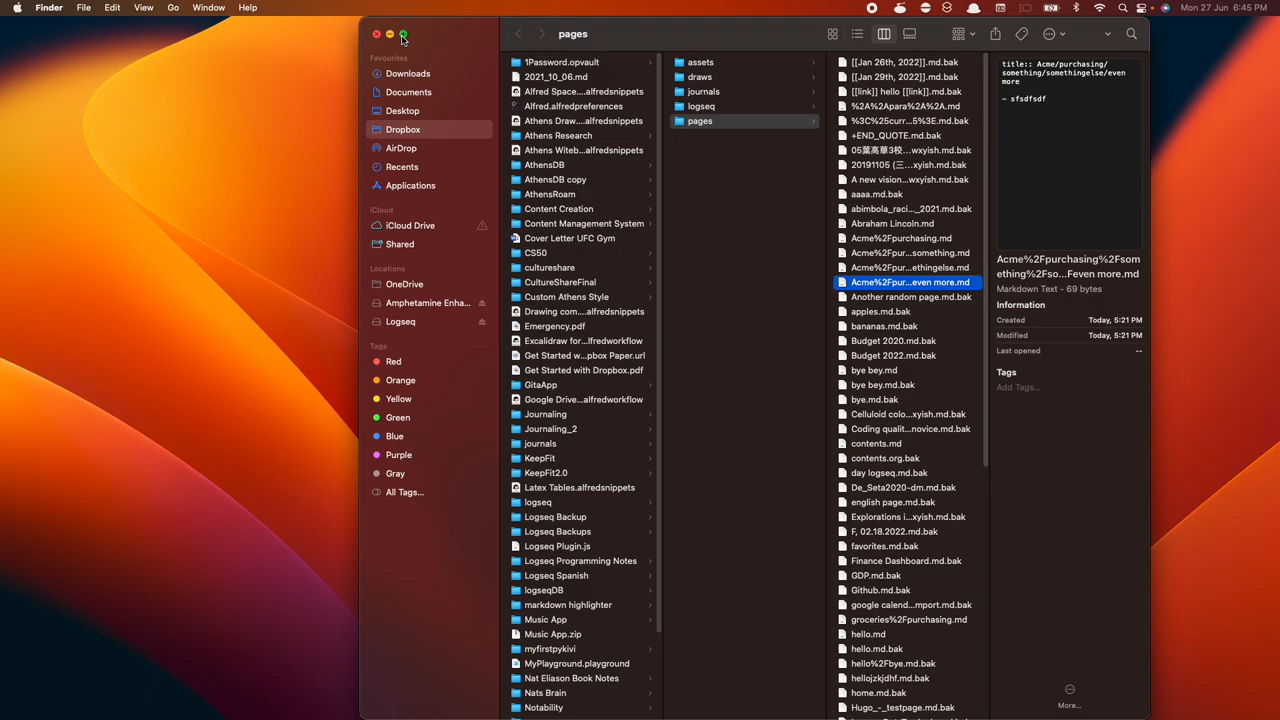 Finder File Edit View Go Window Help Mon 27 Jun 6:45 PM
pages
Favourites
Downloads
Documents
Desktop
Dropbox
AirDrop
Recents
Applications
iCloud
iCloud Drive
Shared
Locations
OneDrive
Amphetamine Enha...
Logseq
Tags
Red
Orange
Yellow
Green
Blue
Purple
Gray
All Tags...
1Password.opvault
2021_10_06.md
Alfred Space....alfredsnippets
Alfred.alfredpreferences
Athens Draw....alfredsnippets
Athens Research
Athens Witeb...alfredsnippets
AthensDB
AthensDB copy
AthensRoam
Content Creation
Content Management System
Cover Letter UFC Gym
CS50
cultureshare
CultureShareFinal
Custom Athens Style
Drawing com....alfredsnippets
Emergency.pdf
Excalidraw for...lfredworkflow
Get Started w...pbox Paper.url
Get Started with Dropbox.pdf
GitaApp
Google Drive...alfredworkflow
Journaling
Journaling_2
journals
KeepFit
KeepFit2.0
Latex Tables.alfredsnippets
logseq
Logseq Backup
Logseq Backups
Logseq Plugin.js
Logseq Programming Notes
Logseq Spanish
logseqDB
markdown highlighter
Music App
Music App.zip
myfirstpykivi
MyPlayground.playground
Nat Eliason Book Notes
Nats Brain
Notability
assets
draws
journals
logseq
pages
[[Jan 26th, 2022]].md.bak
[[Jan 29th, 2022]].md.bak
[[link]] hello [[link]].md.bak
%2A%2Apara%2A%2A.md
%3C%25curr...5%3E.md.bak
+END_QUOTE.md.bak
05葉高華3校...wxyish.md.bak
20191105 (三...xyish.md.bak
A new vision...wxyish.md.bak
aaaa.md.bak
abimbola_raci..._2021.md.bak
Abraham Lincoln.md
Acme%2Fpurchasing.md
Acme%2Fpur...something.md
Acme%2Fpur...ethingelse.md
Acme%2Fpur...even more.md
Another random page.md.bak
apples.md.bak
bananas.md.bak
Budget 2020.md.bak
Budget 2022.md.bak
bye bey.md
bye bey.md.bak
bye.md.bak
Celluloid colo...xyish.md.bak
Coding qualit...novice.md.bak
contents.md
contents.org.bak
day logseq.md.bak
De_Seta2020-dm.md.bak
english page.md.bak
Explorations i...xyish.md.bak
F, 02.18.2022.md.bak
favorites.md.bak
Finance Dashboard.md.bak
GDP.md.bak
Github.md.bak
google calend...mport.md.bak
groceries%2Fpurchasing.md
hello.md
hello.md.bak
hello%2Fbye.md.bak
hellojzkjdhf.md.bak
home.md.bak
Hugo_-_testpage.md.bak
title:: Acme/purchasing/
something/somethingelse/even
more
- sfsdfsdf
Acme%2Fpurchasing%2Fsom
ething%2Fso...Feven more.md
Markdown Text - 69 bytes
Information
Created Today, 5:21 PM
Modified Today, 5:21 PM
Last opened --
Tags
Add Tags...
More...